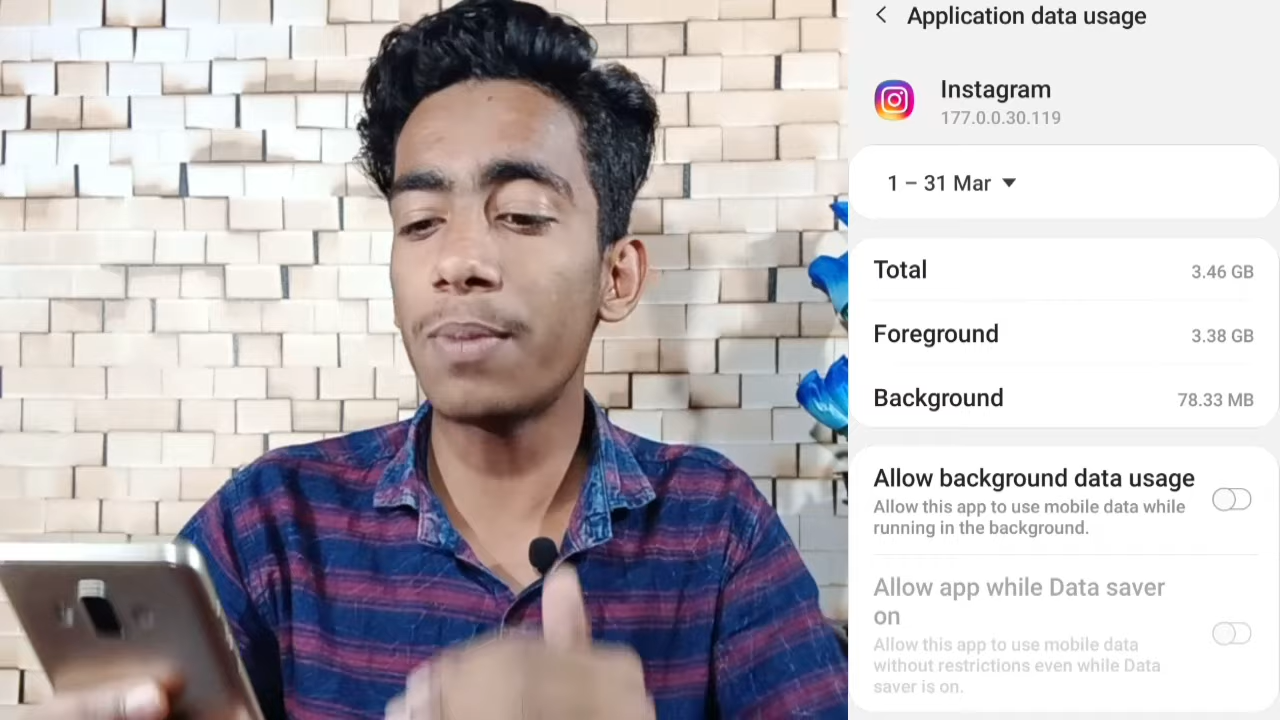 Application data usage
Instagram
177.0.0.30.119
1 – 31 Mar
Total 3.46 GB
Foreground 3.38 GB
Background 78.33 MB
Allow background data usage
Allow this app to use mobile data while
running in the background.
Allow app while Data saver
on
Allow this app to use mobile data
without restrictions even while Data
saver is on.